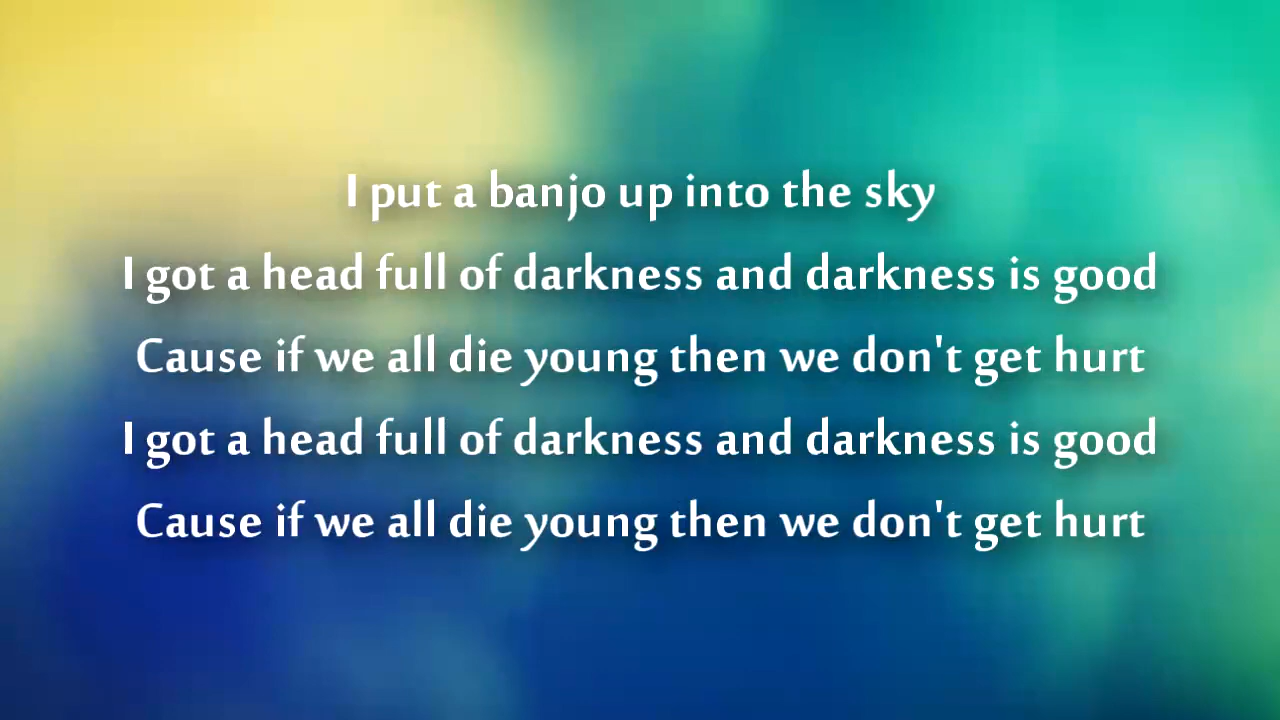 I put a banjo up into the sky
I got a head full of darkness and darkness is good
Cause if we all die young then we don't get hurt
I got a head full of darkness and darkness is good
Cause if we all die young then we don't get hurt